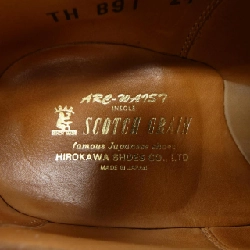 TH 891
ARC-WAIST
INSOLE
SCOTCH GRAIN
famous Japanese Shoes
HIROKAWA SHOES CO., LTD
MADE IN JAPAN